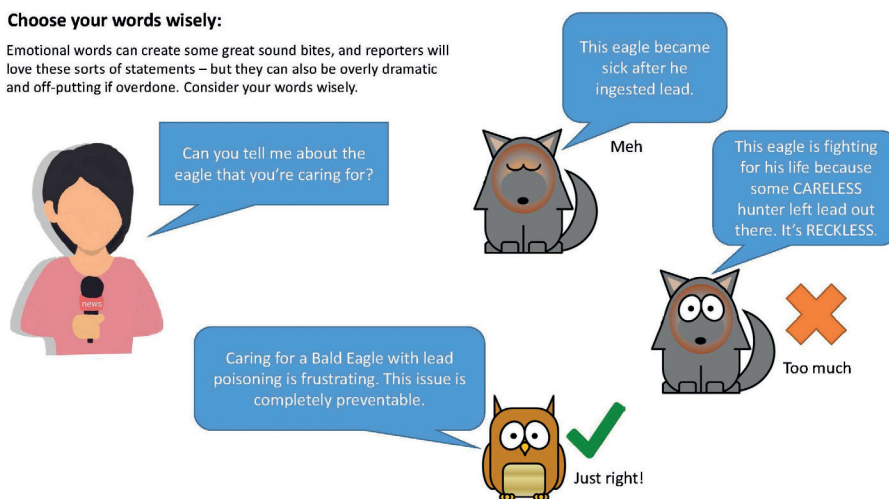 Choose your words wisely:
Emotional words can create some great sound bites, and reporters will
love these sorts of statements – but they can also be overly dramatic
and off-putting if overdone. Consider your words wisely.
Can you tell me about the
eagle that you're caring for?
news
This eagle became
sick after he
ingested lead.
Meh
This eagle is fighting
for his life because
some CARELESS
hunter left lead out
there. It's RECKLESS.
Too much
Caring for a Bald Eagle with lead
poisoning is frustrating. This issue is
completely preventable.
Just right!